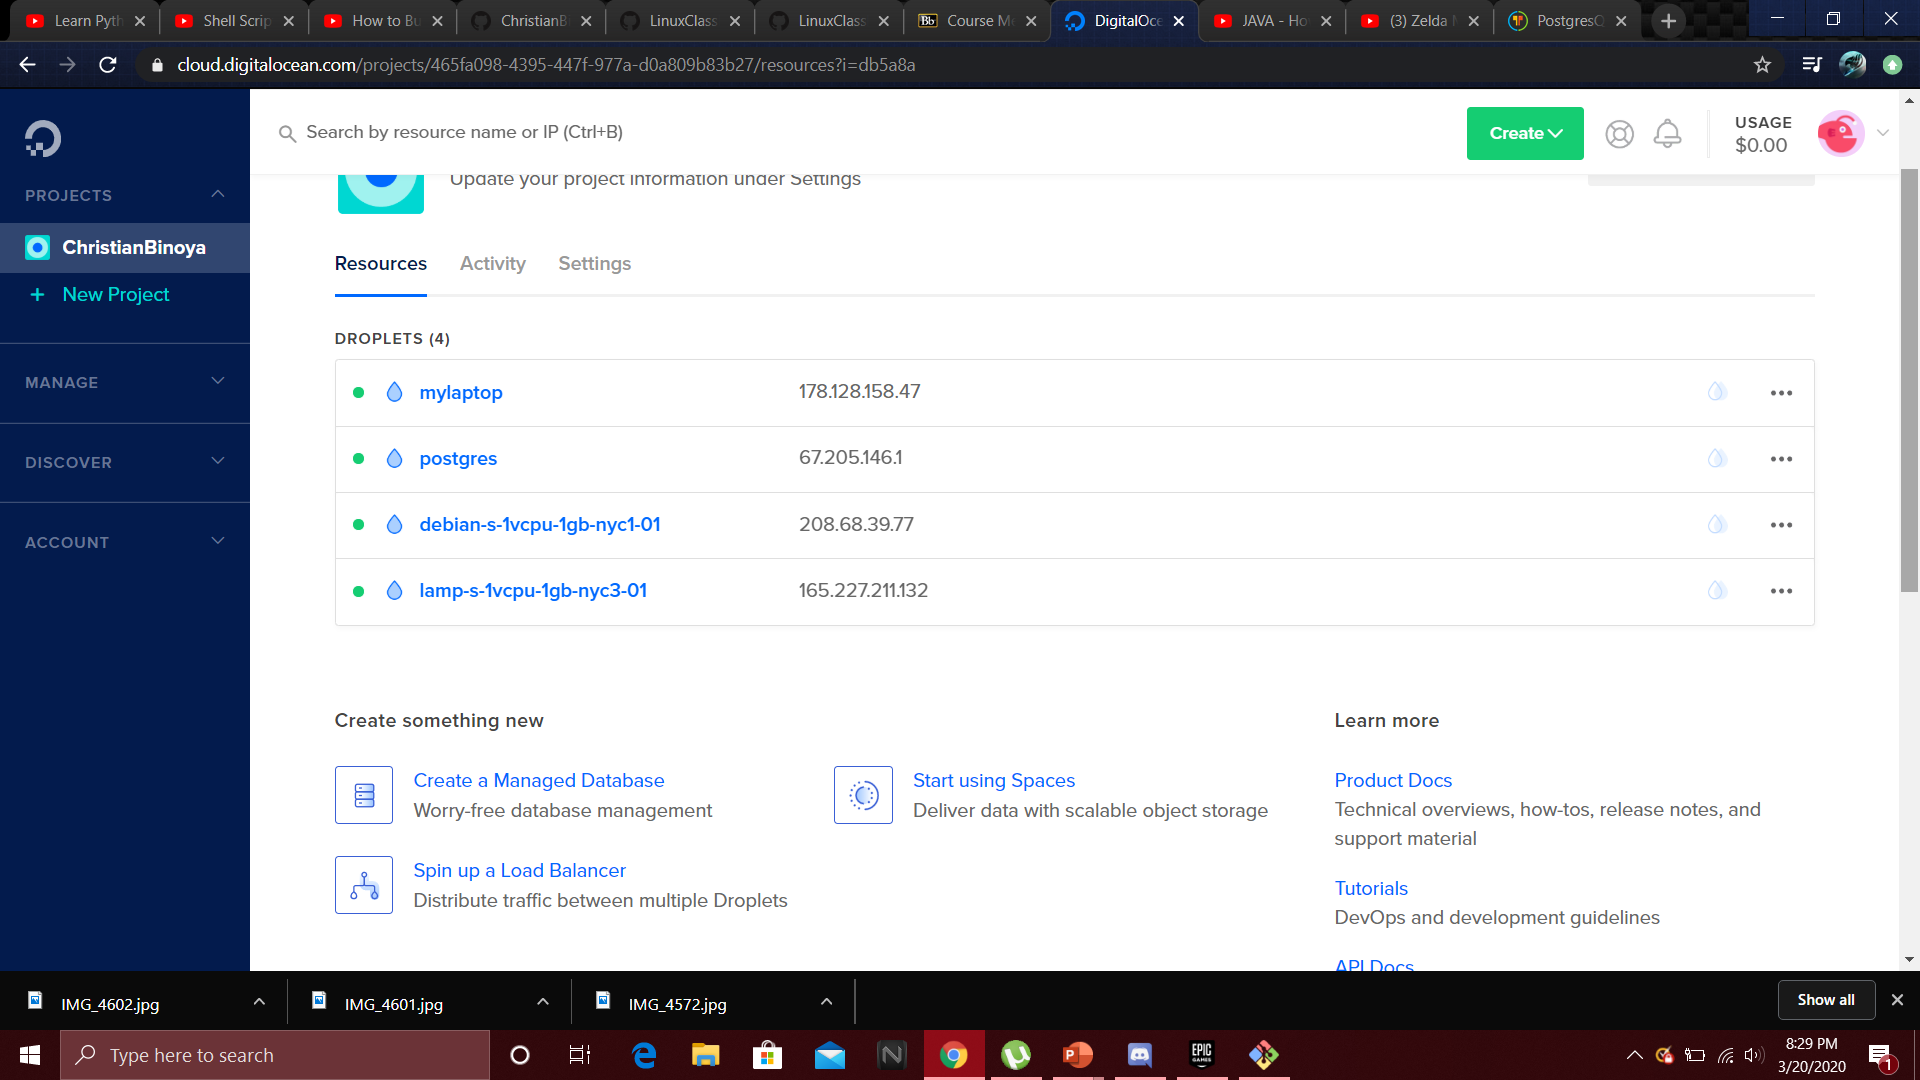 Learn Pyth
Shell Scrip
How to Bu
ChristianB
LinuxClass
LinuxClass
Bb
Course Me
DigitalOce
JAVA - Ho
(3) Zelda
PostgresQ
cloud.digitalocean.com/projects/465fa098-4395-447f-977a-d0a809b83b27/resources?i=db5a8a
Search by resource name or IP (Ctrl+B)
Create
USAGE
$0.00
Update your project information under Settings
PROJECTS
ChristianBinoya
+ New Project
MANAGE
DISCOVER
ACCOUNT
Resources
Activity
Settings
DROPLETS (4)
mylaptop 178.128.158.47
postgres 67.205.146.1
debian-s-1vcpu-1gb-nyc1-01 208.68.39.77
lamp-s-1vcpu-1gb-nyc3-01 165.227.211.132
Create something new
Create a Managed Database
Worry-free database management
Start using Spaces
Deliver data with scalable object storage
Spin up a Load Balancer
Distribute traffic between multiple Droplets
Learn more
Product Docs
Technical overviews, how-tos, release notes, and
support material
Tutorials
DevOps and development guidelines
API Docs
IMG_4602.jpg
IMG_4601.jpg
IMG_4572.jpg
Show all
Type here to search
EPIC
GAMES
8:29 PM
3/20/2020
1